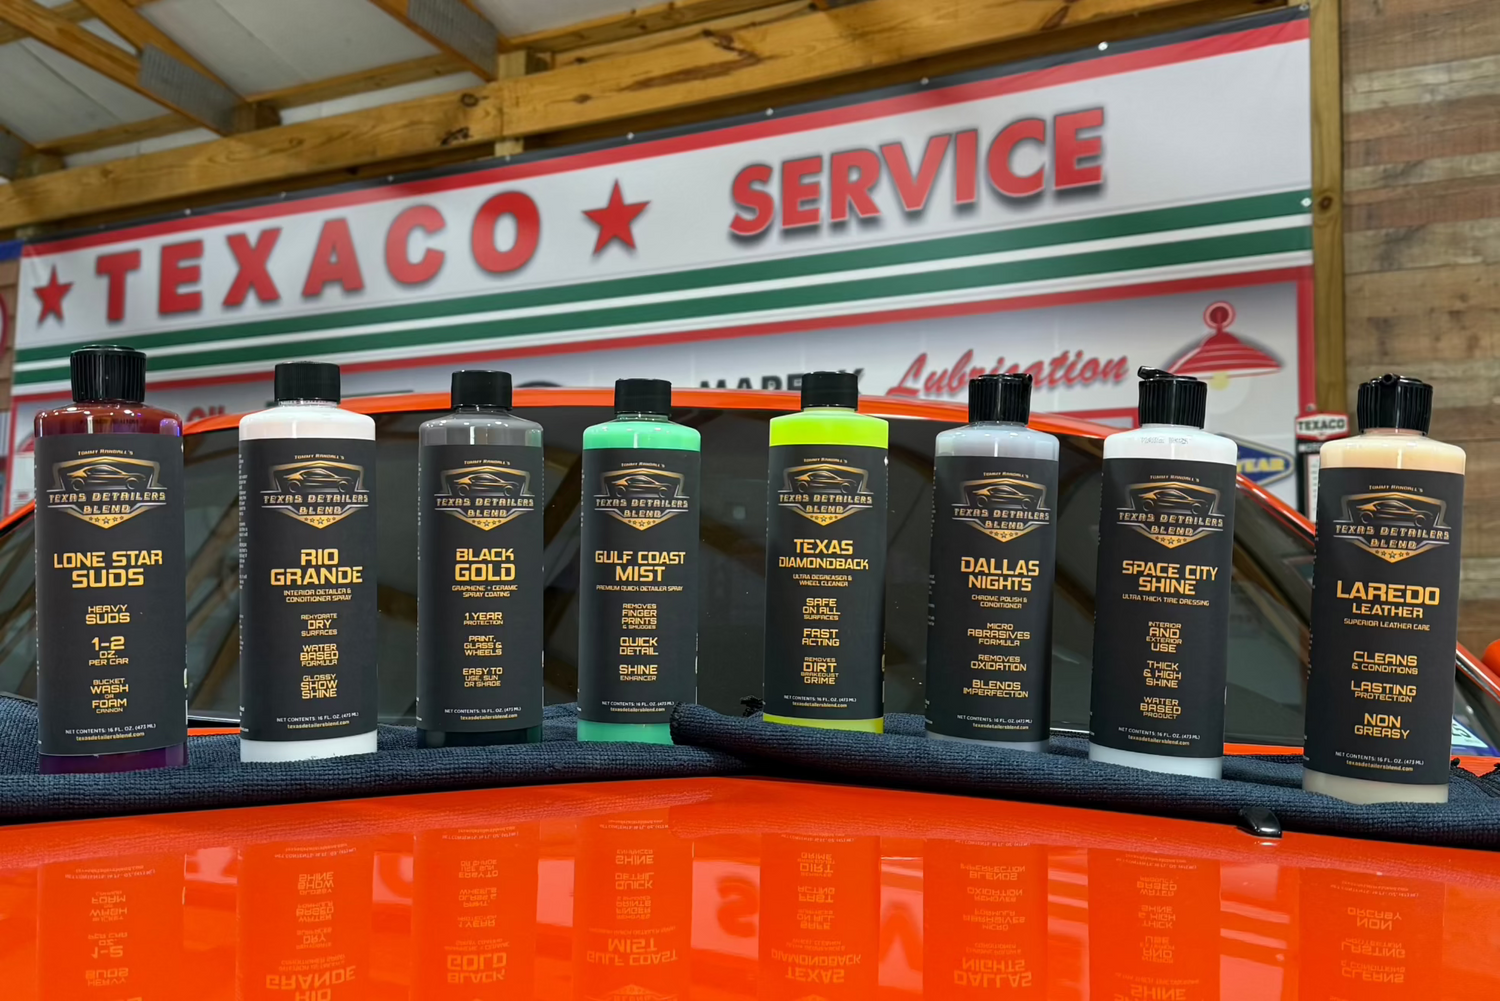 TEXACO
SERVICE
Lubrication
TEXACO
TOMMY RANDALL'S
TEXAS DETAILERS
BLEND
LONE STAR
SUDS
HEAVY
SUDS
1-2
OZ.
PER CAR
BUCKET
WASH
OR
FOAM
CANNON
NET CONTENTS: 16 FL. OZ. (473 ML)
texasdetailersblend.com
TOMMY RANDALL'S
TEXAS DETAILERS
BLEND
RIO
GRANDE
INTERIOR DETAILER &
CONDITIONER SPRAY
REHYDRATE
DRY
SURFACES
WATER
BASED
FORMULA
GLOSSY
SHOW
SHINE
NET CONTENTS: 16 FL. OZ. (473 ML)
texasdetailersblend.com
TOMMY RANDALL'S
TEXAS DETAILERS
BLEND
BLACK
GOLD
GRAPHENE + CERAMIC
SPRAY COATING
1 YEAR
PROTECTION
PAINT,
GLASS &
WHEELS
EASY TO
USE, SUN
OR SHADE
NET CONTENTS: 16 FL. OZ. (473 ML)
texasdetailersblend.com
TOMMY RANDALL'S
TEXAS DETAILERS
BLEND
GULF COAST
MIST
PREMIUM QUICK DETAILER SPRAY
REMOVES
FINGER
PRINTS
& SMUDGES
QUICK
DETAIL
SHINE
ENHANCER
NET CONTENTS: 16 FL. OZ. (473 ML)
texasdetailersblend.com
TOMMY RANDALL'S
TEXAS DETAILERS
BLEND
TEXAS
DIAMONDBACK
ULTRA DEGREASER &
WHEEL CLEANER
SAFE
ON ALL
SURFACES
FAST
ACTING
REMOVES
DIRT
BRAKEDUST
GRIME
NET CONTENTS: 16 FL. OZ. (473 ML)
texasdetailersblend.com
TOMMY RANDALL'S
TEXAS DETAILERS
BLEND
DALLAS
NIGHTS
CHROME POLISH &
CONDITIONER
MICRO
ABRASIVES
FORMULA
REMOVES
OXIDATION
BLENDS
IMPERFECTION
NET CONTENTS: 16 FL. OZ. (473 ML)
texasdetailersblend.com
TOMMY RANDALL'S
TEXAS DETAILERS
BLEND
SPACE CITY
SHINE
ULTRA THICK TIRE DRESSING
INTERIOR
AND
EXTERIOR
USE
THICK
& HIGH
SHINE
WATER
BASED
PRODUCT
NET CONTENTS: 16 FL. OZ. (473 ML)
texasdetailersblend.com
TOMMY RANDALL'S
TEXAS DETAILERS
BLEND
LAREDO
LEATHER
SUPERIOR LEATHER CARE
CLEANS
& CONDITIONS
LASTING
PROTECTION
NON
GREASY
NET CONTENTS: 16 FL. OZ. (473 ML)
texasdetailersblend.com